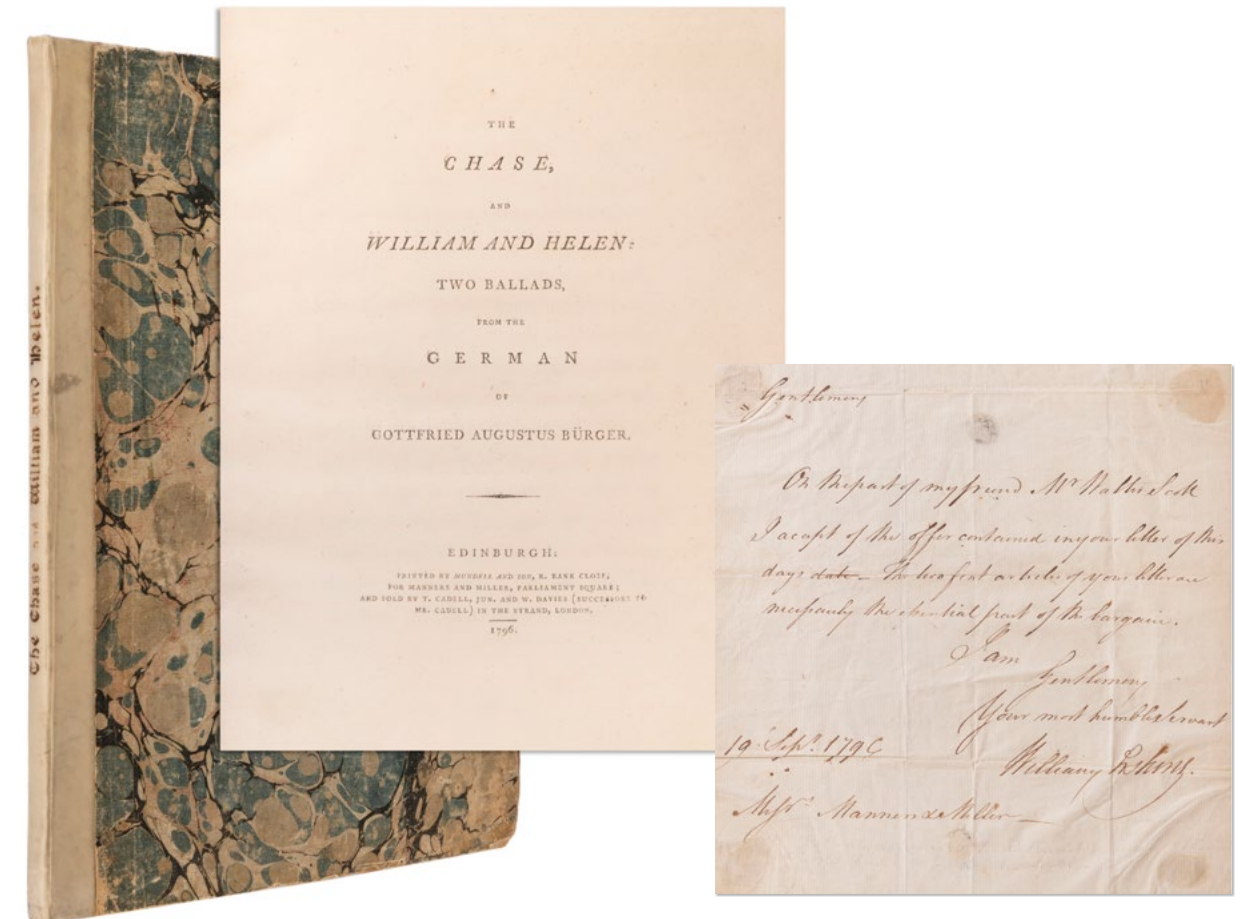 The Chase and William and Helen.
THE
CHASE,
AND
WILLIAM AND HELEN:
TWO BALLADS,
FROM THE
GERMAN
OF
GOTTFRIED AUGUSTUS BÜRGER.
EDINBURGH:
PRINTED BY MUNDELL AND SON, R. BANK CLOSE,
FOR MANNERS AND MILLER, PARLIAMENT SQUARE;
AND SOLD BY T. CADELL, JUN. AND W. DAVIES (SUCCESSORS TO
MR. CADELL) IN THE STRAND, LONDON.
1796.
Gentlemen
On the part of my friend Mr Walter Scott
I accept of the offer contained in your letter of this
days date – The two first articles of your letter are
necessarily the essential part of the bargain.
I am
Gentlemen
Your most humble Servant
19 Sepr. 1796
William Erskine.
Messrs. Manners & Miller